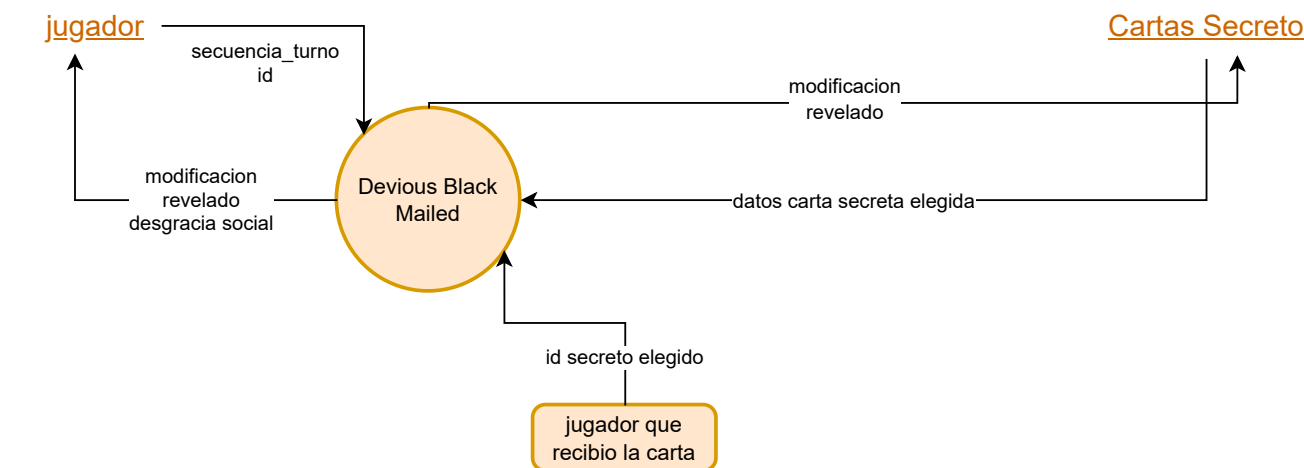 jugador
Cartas Secreto
secuencia_turno
id
modificacion
revelado
modificacion
revelado
desgracia social
Devious Black
Mailed
datos carta secreta elegida
id secreto elegido
jugador que
recibio la carta